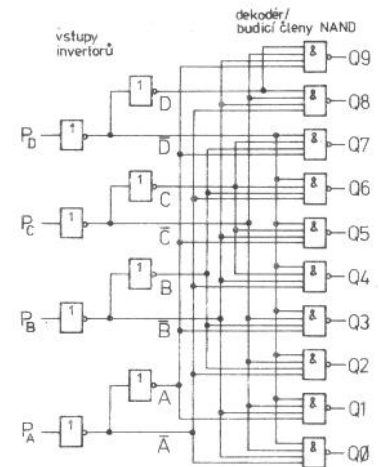 vstupy
invertorů
dekodér/
budicí členy NAND
1
D
& Q9
& Q8
P_D 1
D̅
& Q7
1
C
& Q6
P_C 1
C̅
& Q5
1
B
& Q4
P_B 1
B̅
& Q3
& Q2
1
A
& Q1
P_A 1
A̅
& QØ